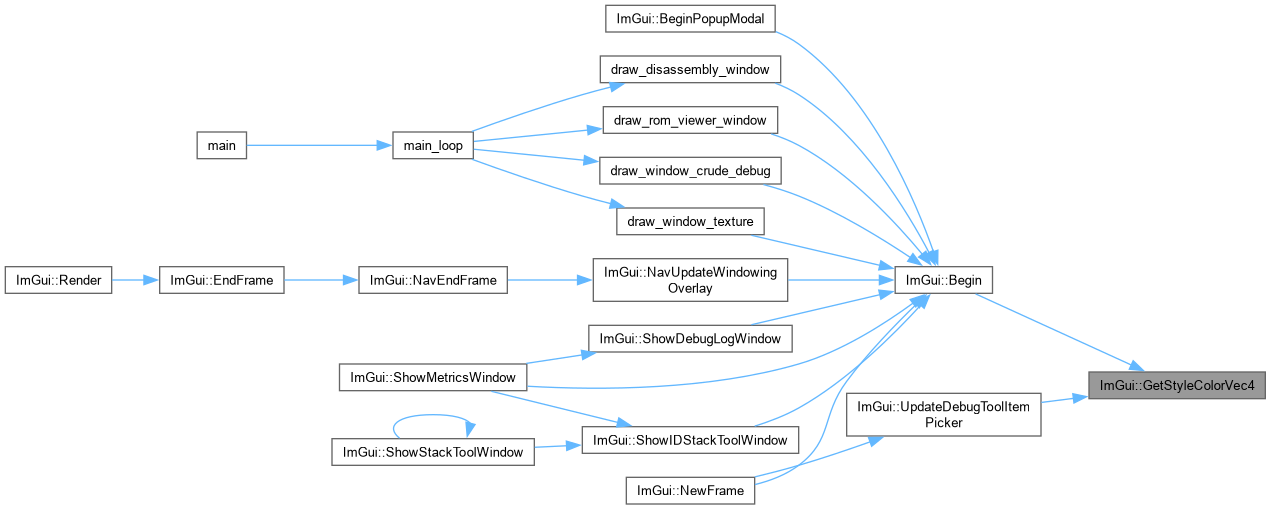 ImGui::BeginPopupModal
draw_disassembly_window
draw_rom_viewer_window
main
main_loop
draw_window_crude_debug
draw_window_texture
ImGui::Render
ImGui::EndFrame
ImGui::NavEndFrame
ImGui::NavUpdateWindowing
Overlay
ImGui::Begin
ImGui::ShowDebugLogWindow
ImGui::ShowMetricsWindow
ImGui::GetStyleColorVec4
ImGui::UpdateDebugToolItem
Picker
ImGui::ShowStackToolWindow
ImGui::ShowIDStackToolWindow
ImGui::NewFrame